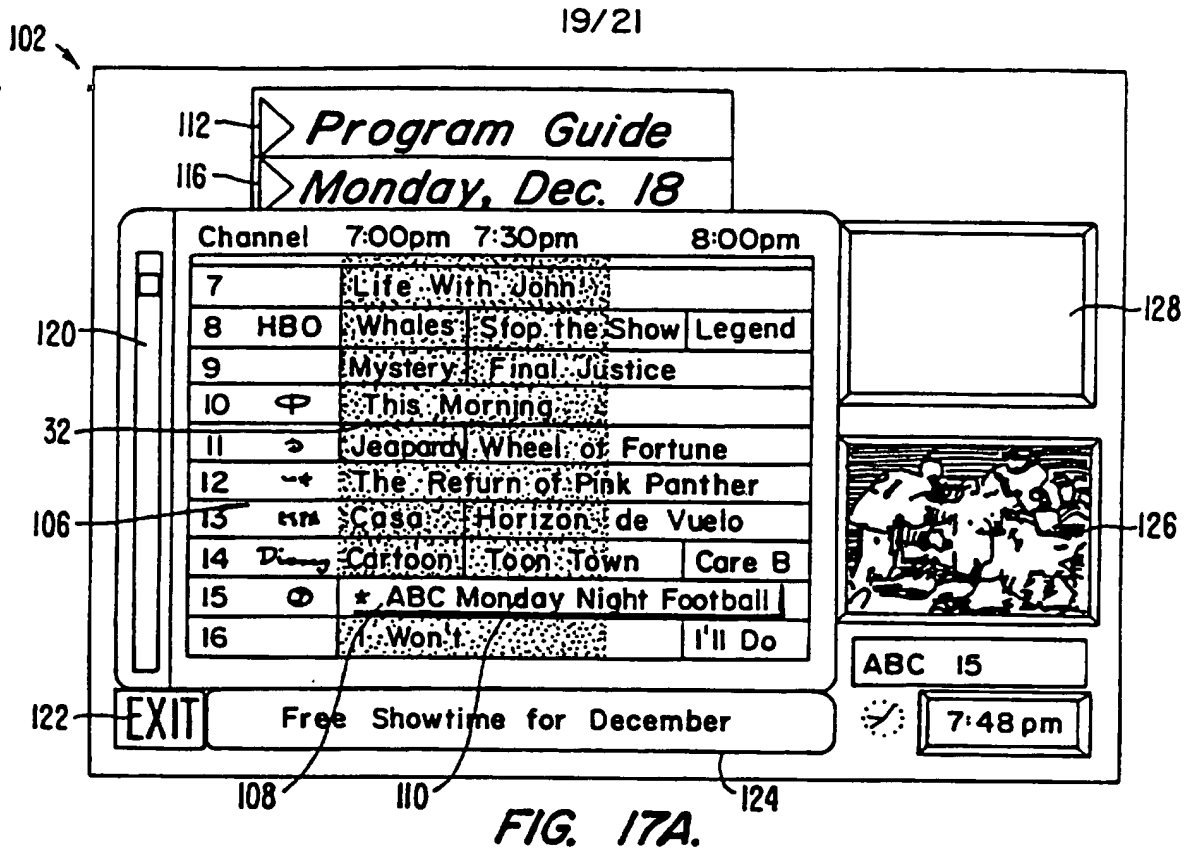 19/21
102
112 Program Guide
116 Monday, Dec. 18
Channel 7:00pm 7:30pm 8:00pm
7 Life With John
8 HBO Whales Stop the Show Legend
128
120
9 Mystery Final Justice
10 This Morning
32
11 Jeopardy Wheel of Fortune
12 The Return of Pink Panther
106
13 Casa Horizon de Vuelo
126
14 Disney Cartoon Toon Town Care B
15 * ABC Monday Night Football
16 I Won't I'll Do
ABC 15
122 EXIT Free Showtime for December 7:48 pm
108 110 124
FIG. 17A.